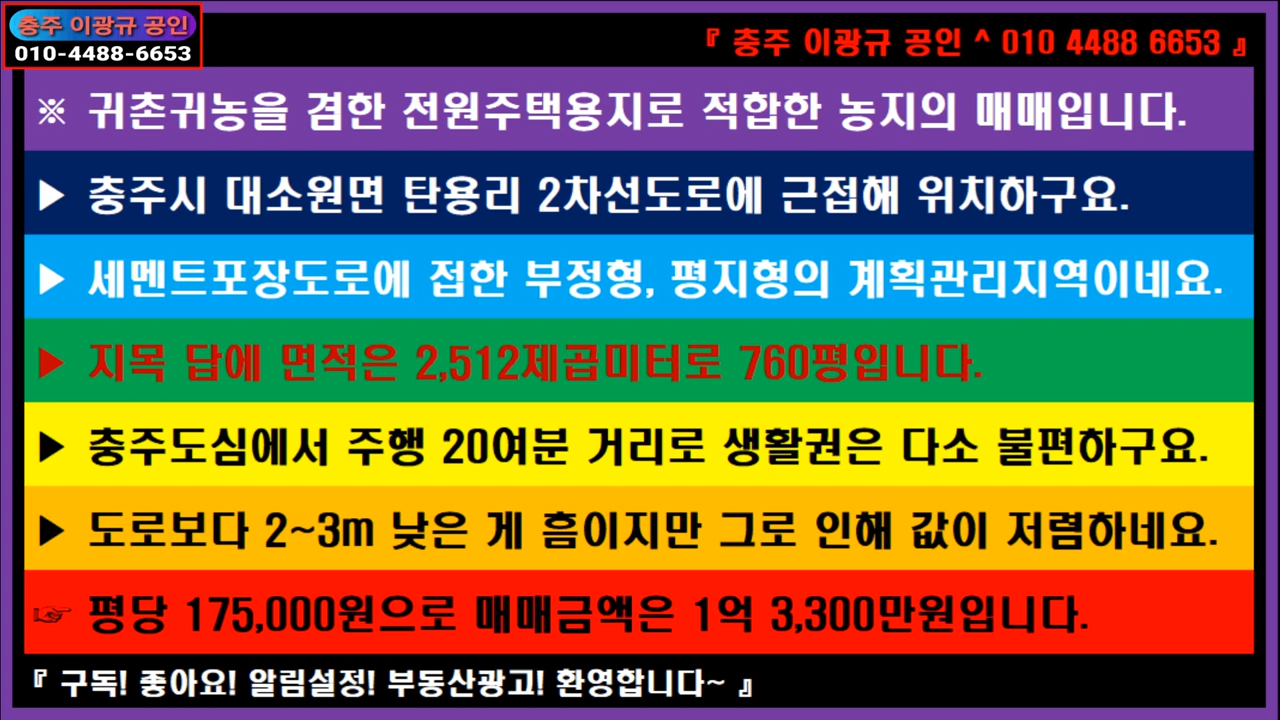 충주 이광규 공인
010-4488-6653
『 충주 이광규 공인 ^ 010 4488 6653 』
※ 귀촌귀농을 겸한 전원주택용지로 적합한 농지의 매매입니다.
▶ 충주시 대소원면 탄용리 2차선도로에 근접해 위치하구요.
▶ 세멘트포장도로에 접한 부정형, 평지형의 계획관리지역이네요.
▶ 지목 답에 면적은 2,512제곱미터로 760평입니다.
▶ 충주도심에서 주행 20여분 거리로 생활권은 다소 불편하구요.
▶ 도로보다 2~3m 낮은 게 흠이지만 그로 인해 값이 저렴하네요.
☞ 평당 175,000원으로 매매금액은 1억 3,300만원입니다.
『 구독! 좋아요! 알림설정! 부동산광고! 환영합니다~ 』